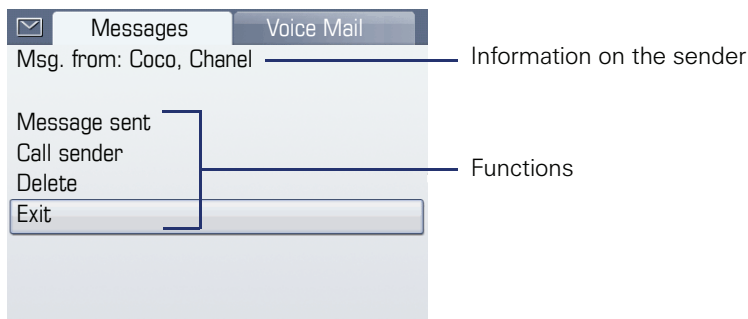 Messages Voice Mail
Msg. from: Coco, Chanel Information on the sender
Message sent
Call sender
Functions
Delete
Exit